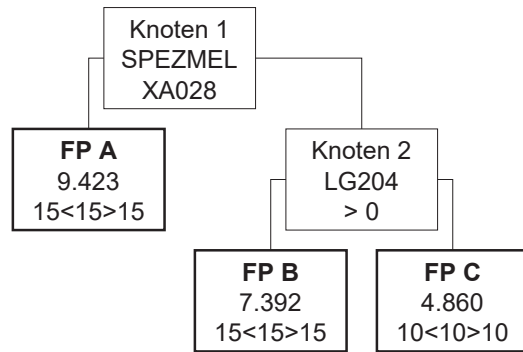 Knoten 1
SPEZMEL
XA028
FP A
9.423
15<15>15
Knoten 2
LG204
> 0
FP B
7.392
15<15>15
FP C
4.860
10<10>10